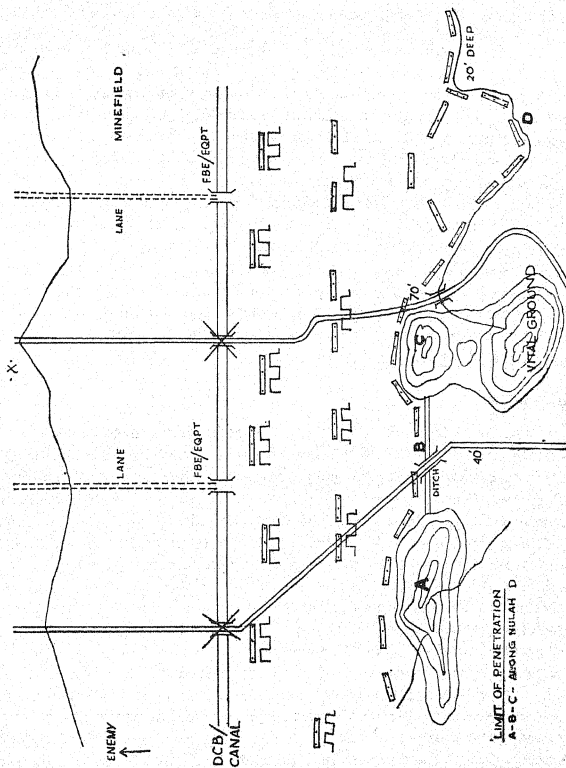 - X -
MINEFIELD
LANE
LANE
FBE/EQPT
FBE/EQPT
ENEMY
DCB/
CANAL
20' DEEP
D
70'
C
VITAL GROUND
B
DITCH
40'
A
LIMIT OF PENETRATION
A-B-C- ALONG NULAH D